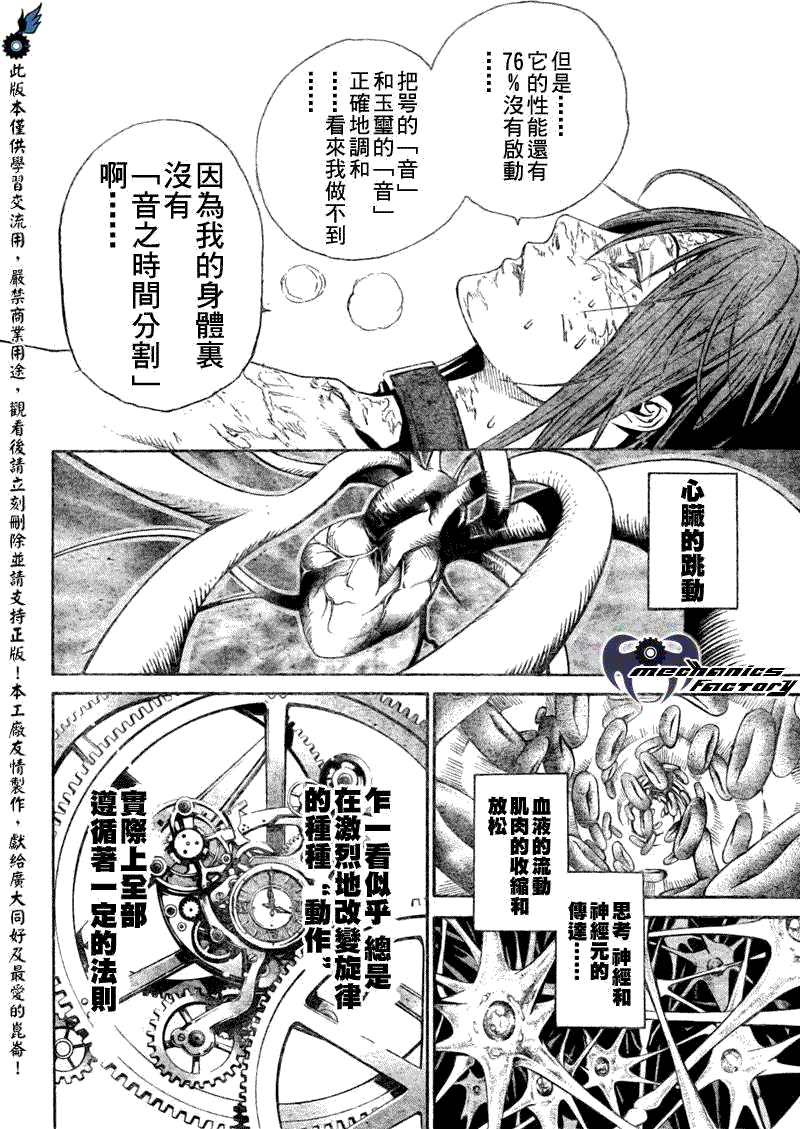 但是……
它的性能還有
76%沒有啟動
……
把咢的「音」
和玉璽的「音」
正確地調和
……看來我做不到
……
因為我的身體裏
沒有
「音之時間分割」
啊……
心臟的跳動
mechanics
Factory
血液的流動
肌肉的收縮和
放松
思考 神經和
神經元的
傳達……
乍一看似乎 總是
在激烈地改變旋律
的種種“動作”
實際上全部
遵循著一定的法則
此版本僅供學習交流用，嚴禁商業用途，觀看後請立刻刪除並請支持正版！本工廠友情製作，獻給廣大同好及最愛的崑崙！